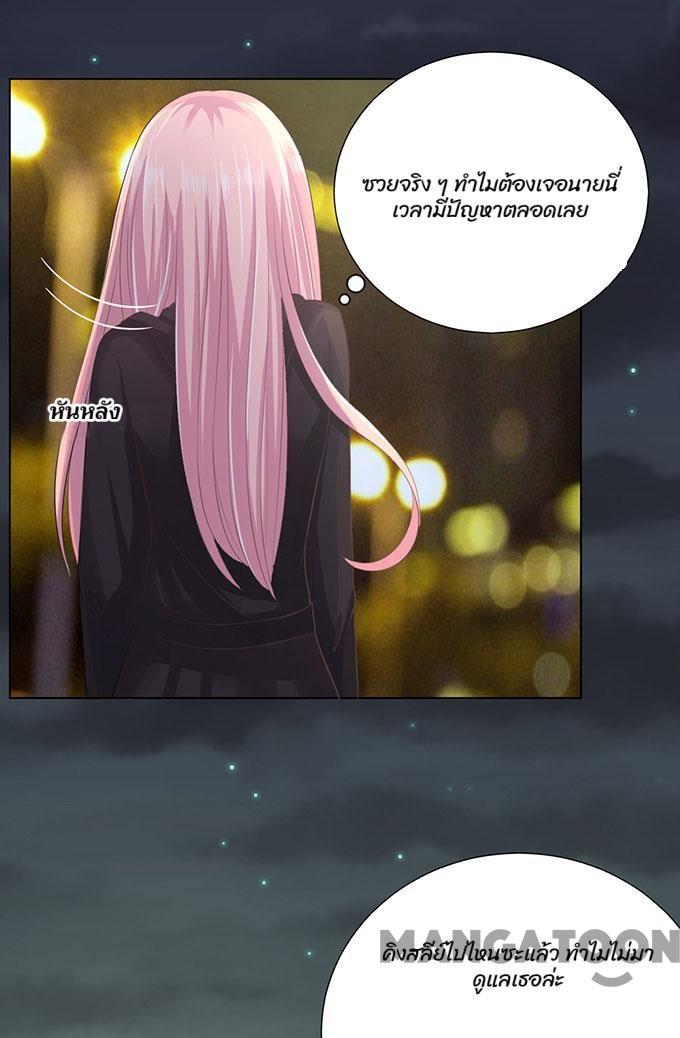 ซวยจริง ๆ ทำไมต้องเจอนายนี่
เวลามีปัญหาตลอดเลย
หันหลัง
MANGATOON
คิงสลีย์ไปไหนซะแล้ว ทำไมไม่มา
ดูแลเธอล่ะ